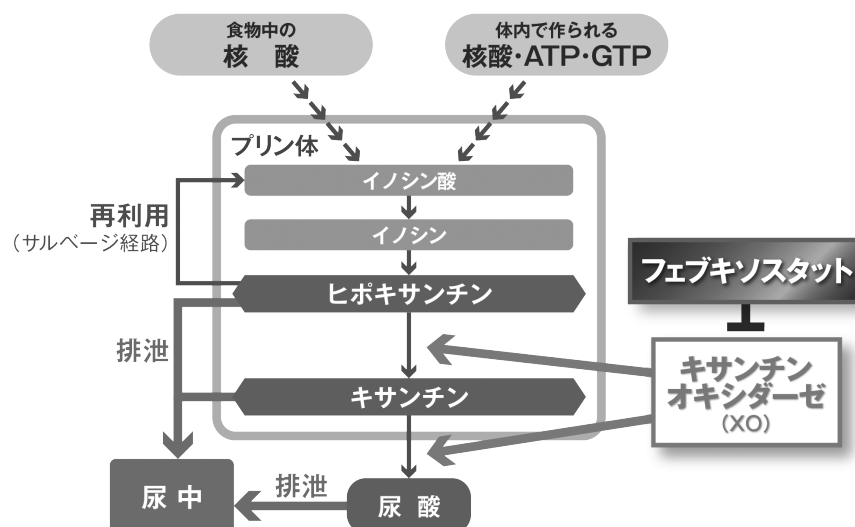 食物中の
核 酸
体内で作られる
核酸・ATP・GTP
プリン体
イノシン酸
再利用
（サルベージ経路）
イノシン
フェブキソスタット
ヒポキサンチン
排泄
キサンチン
オキシダーゼ
（XO）
キサンチン
尿中
排泄
尿 酸